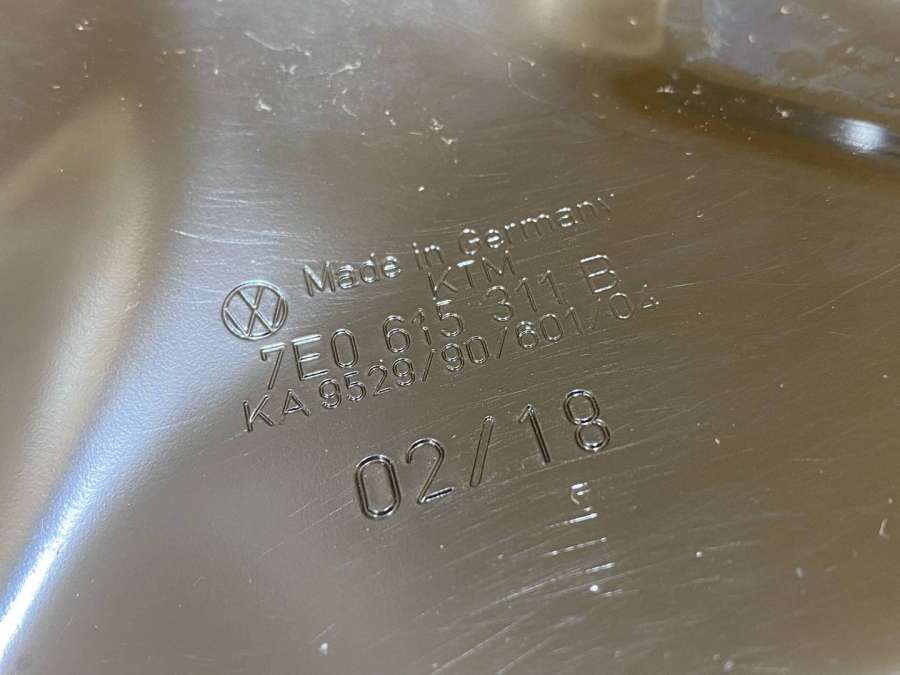 Made in Germany
KTM
7E0 615 311 B
KA 9529/90/601/04
02/18